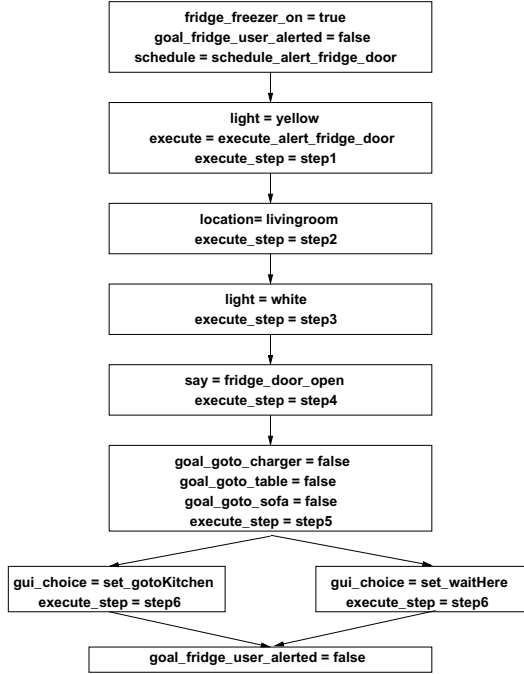 fridge_freezer_on = true
goal_fridge_user_alerted = false
schedule = schedule_alert_fridge_door
light = yellow
execute = execute_alert_fridge_door
execute_step = step1
location= livingroom
execute_step = step2
light = white
execute_step = step3
say = fridge_door_open
execute_step = step4
goal_goto_charger = false
goal_goto_table = false
goal_goto_sofa = false
execute_step = step5
gui_choice = set_gotoKitchen
execute_step = step6
gui_choice = set_waitHere
execute_step = step6
goal_fridge_user_alerted = false